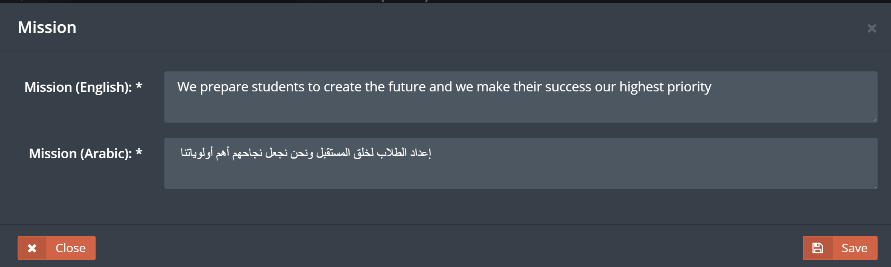 Mission
×
Mission (English): *
We prepare students to create the future and we make their success our highest priority
Mission (Arabic): *
إعداد الطلاب لخلق المستقبل ونحن نجعل نجاحهم أهم أولوياتنا
Close
Save